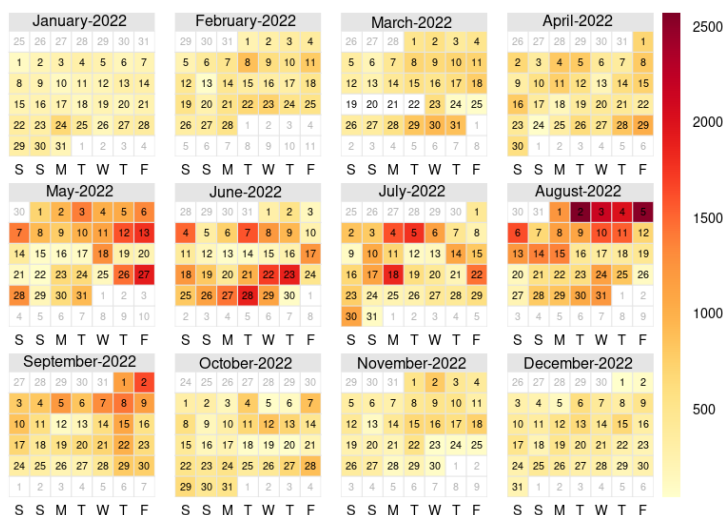 January-2022
25 26 27 28 29 30 31
1 2 3 4 5 6 7
8 9 10 11 12 13 14
15 16 17 18 19 20 21
22 23 24 25 26 27 28
29 30 31 1 2 3 4
S S M T W T F
February-2022
29 30 31 1 2 3 4
5 6 7 8 9 10 11
12 13 14 15 16 17 18
19 20 21 22 23 24 25
26 27 28 1 2 3 4
5 6 7 8 9 10 11
S S M T W T F
March-2022
26 27 28 1 2 3 4
5 6 7 8 9 10 11
12 13 14 15 16 17 18
19 20 21 22 23 24 25
26 27 28 29 30 31 1
2 3 4 5 6 7 8
S S M T W T F
April-2022
26 27 28 29 30 31 1
2 3 4 5 6 7 8
9 10 11 12 13 14 15
16 17 18 19 20 21 22
23 24 25 26 27 28 29
30 1 2 3 4 5 6
S S M T W T F
May-2022
30 1 2 3 4 5 6
7 8 9 10 11 12 13
14 15 16 17 18 19 20
21 22 23 24 25 26 27
28 29 30 31 1 2 3
4 5 6 7 8 9 10
S S M T W T F
June-2022
28 29 30 31 1 2 3
4 5 6 7 8 9 10
11 12 13 14 15 16 17
18 19 20 21 22 23 24
25 26 27 28 29 30 1
2 3 4 5 6 7 8
S S M T W T F
July-2022
25 26 27 28 29 30 1
2 3 4 5 6 7 8
9 10 11 12 13 14 15
16 17 18 19 20 21 22
23 24 25 26 27 28 29
30 31 1 2 3 4 5
S S M T W T F
August-2022
30 31 1 2 3 4 5
6 7 8 9 10 11 12
13 14 15 16 17 18 19
20 21 22 23 24 25 26
27 28 29 30 31 1 2
3 4 5 6 7 8 9
S S M T W T F
September-2022
27 28 29 30 31 1 2
3 4 5 6 7 8 9
10 11 12 13 14 15 16
17 18 19 20 21 22 23
24 25 26 27 28 29 30
1 2 3 4 5 6 7
S S M T W T F
October-2022
24 25 26 27 28 29 30
1 2 3 4 5 6 7
8 9 10 11 12 13 14
15 16 17 18 19 20 21
22 23 24 25 26 27 28
29 30 31 1 2 3 4
S S M T W T F
November-2022
29 30 31 1 2 3 4
5 6 7 8 9 10 11
12 13 14 15 16 17 18
19 20 21 22 23 24 25
26 27 28 29 30 1 2
3 4 5 6 7 8 9
S S M T W T F
December-2022
26 27 28 29 30 1 2
3 4 5 6 7 8 9
10 11 12 13 14 15 16
17 18 19 20 21 22 23
24 25 26 27 28 29 30
31 1 2 3 4 5 6
S S M T W T F
2500
2000
1500
1000
500